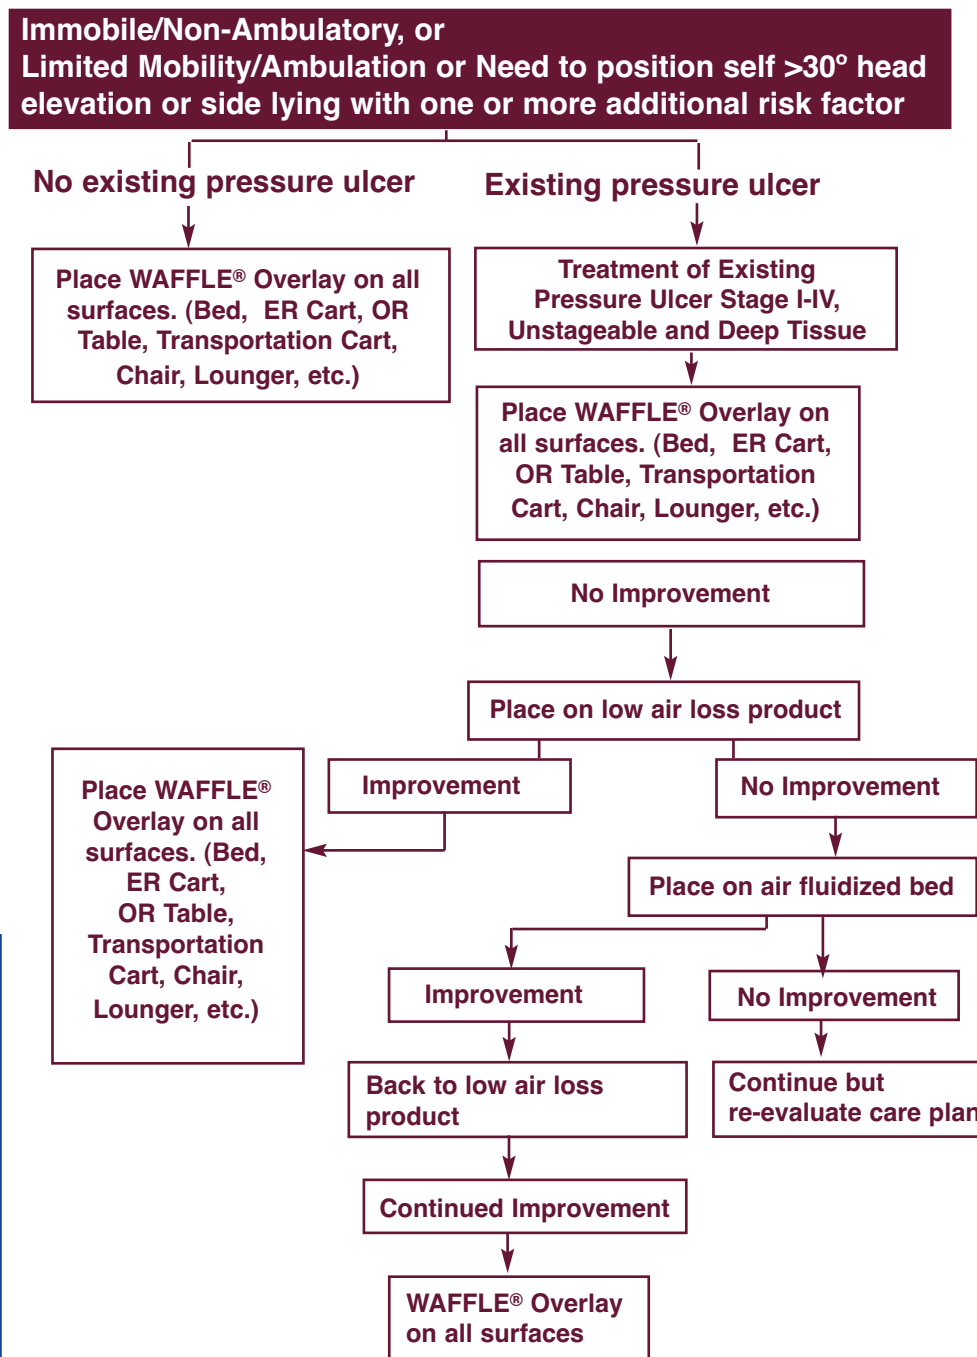 Immobile/Non-Ambulatory, or
Limited Mobility/Ambulation or Need to position self >30º head
elevation or side lying with one or more additional risk factor
No existing pressure ulcer
Existing pressure ulcer
Place WAFFLE® Overlay on all
surfaces. (Bed, ER Cart, OR
Table, Transportation Cart,
Chair, Lounger, etc.)
Treatment of Existing
Pressure Ulcer Stage I-IV,
Unstageable and Deep Tissue
Place WAFFLE® Overlay on
all surfaces. (Bed, ER Cart,
OR Table, Transportation
Cart, Chair, Lounger, etc.)
No Improvement
Place on low air loss product
Improvement
No Improvement
Place WAFFLE®
Overlay on all
surfaces. (Bed,
ER Cart,
OR Table,
Transportation
Cart, Chair,
Lounger, etc.)
Place on air fluidized bed
Improvement
No Improvement
Back to low air loss
product
Continue but
re-evaluate care plan
Continued Improvement
WAFFLE® Overlay
on all surfaces